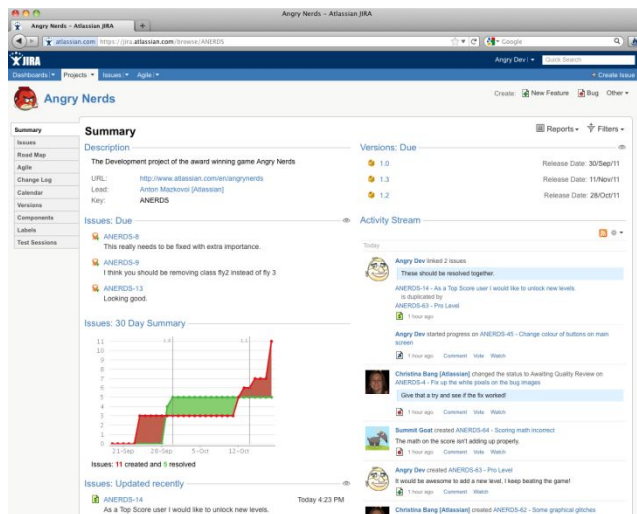 Angry Nerds - Atlassian JIRA
Angry Nerds - Atlassian JIRA
atlassian.com https://jira.atlassian.com/browse/ANERDS
Google
JIRA
Angry Dev
Quick Search
Dashboards Projects Issues Agile
Create Issue
Angry Nerds
Create: New Feature Bug Other
Summary
Issues
Road Map
Agile
Change Log
Calendar
Versions
Components
Labels
Test Sessions
Summary
Reports Filters
Description
The Development project of the award winning game Angry Nerds
URL: http://www.atlassian.com/en/angrynerds
Lead: Anton Mazkovoi [Atlassian]
Key: ANERDS
Issues: Due
ANERDS-8
This really needs to be fixed with extra importance.
ANERDS-9
I think you should be removing class fly2 instead of fly 3
ANERDS-13
Looking good.
Issues: 30 Day Summary
11
10
9
8
7
6
5
4
3
2
1
0
21-Sep 28-Sep 5-Oct 12-Oct
Issues: 11 created and 5 resolved
Issues: Updated recently
ANERDS-14 Today 4:23 PM
As a Top Score user I would like to unlock new levels.
Versions: Due
1.0 Release Date: 30/Sep/11
1.3 Release Date: 11/Nov/11
1.2 Release Date: 28/Oct/11
Activity Stream
Today
Angry Dev linked 2 issues
These should be resolved together.
ANERDS-14 - As a Top Score user I would like to unlock new levels.
is duplicated by
ANERDS-63 - Pro Level
1 hour ago
Angry Dev started progress on ANERDS-45 - Change colour of buttons on main
screen
1 hour ago Comment Vote Watch
Christina Bang [Atlassian] changed the status to Awaiting Quality Review on
ANERDS-4 - Fix up the white pixels on the bug images
Give that a try and see if the fix worked!
1 hour ago Comment Vote Watch
Summit Goat created ANERDS-64 - Scoring math incorrect
The math on the score isn't adding up properly.
1 hour ago Comment Vote Watch
Angry Dev created ANERDS-63 - Pro Level
It would be awesome to add a new level, I keep beating the game!
1 hour ago Comment Watch
Christina Bang [Atlassian] created ANERDS-62 - Some graphical glitches